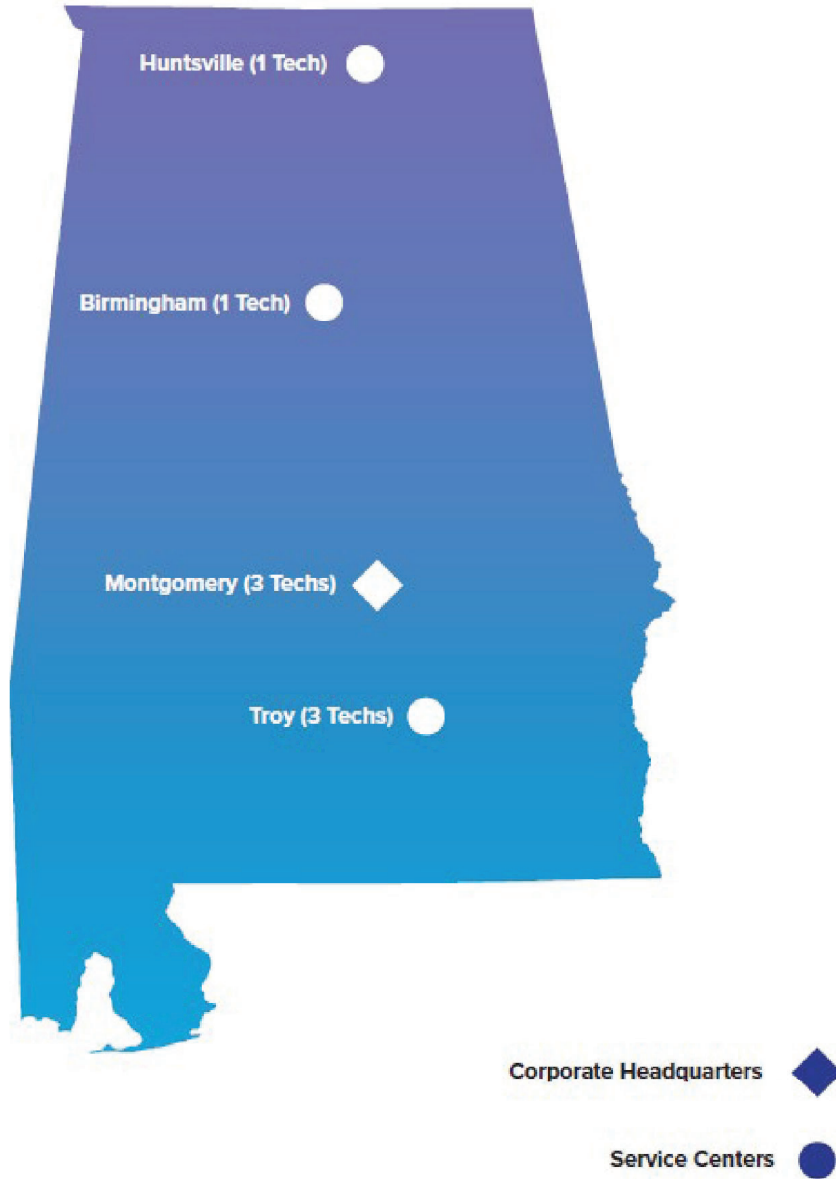 Huntsville (1 Tech)
Birmingham (1 Tech)
Montgomery (3 Techs)
Troy (3 Techs)
Corporate Headquarters
Service Centers